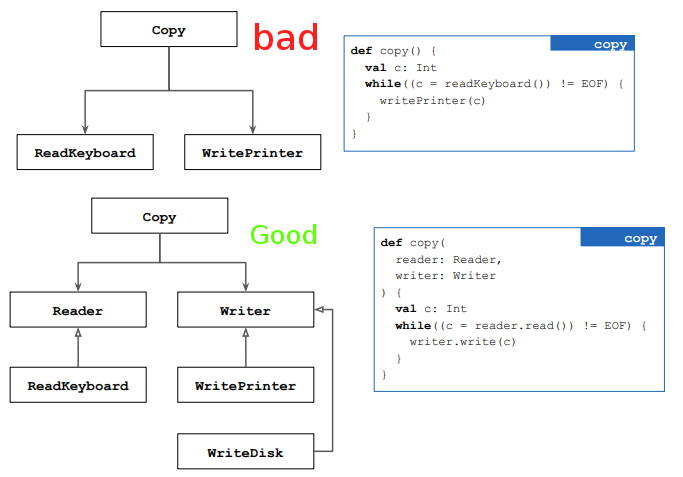 Copy
bad
ReadKeyboard
WritePrinter
copy
def copy() {
val c: Int
while((c = readKeyboard()) != EOF) {
writePrinter(c)
}
}
Copy
Good
Reader
Writer
ReadKeyboard
WritePrinter
WriteDisk
copy
def copy(
reader: Reader,
writer: Writer
) {
val c: Int
while((c = reader.read()) != EOF) {
writer.write(c)
}
}